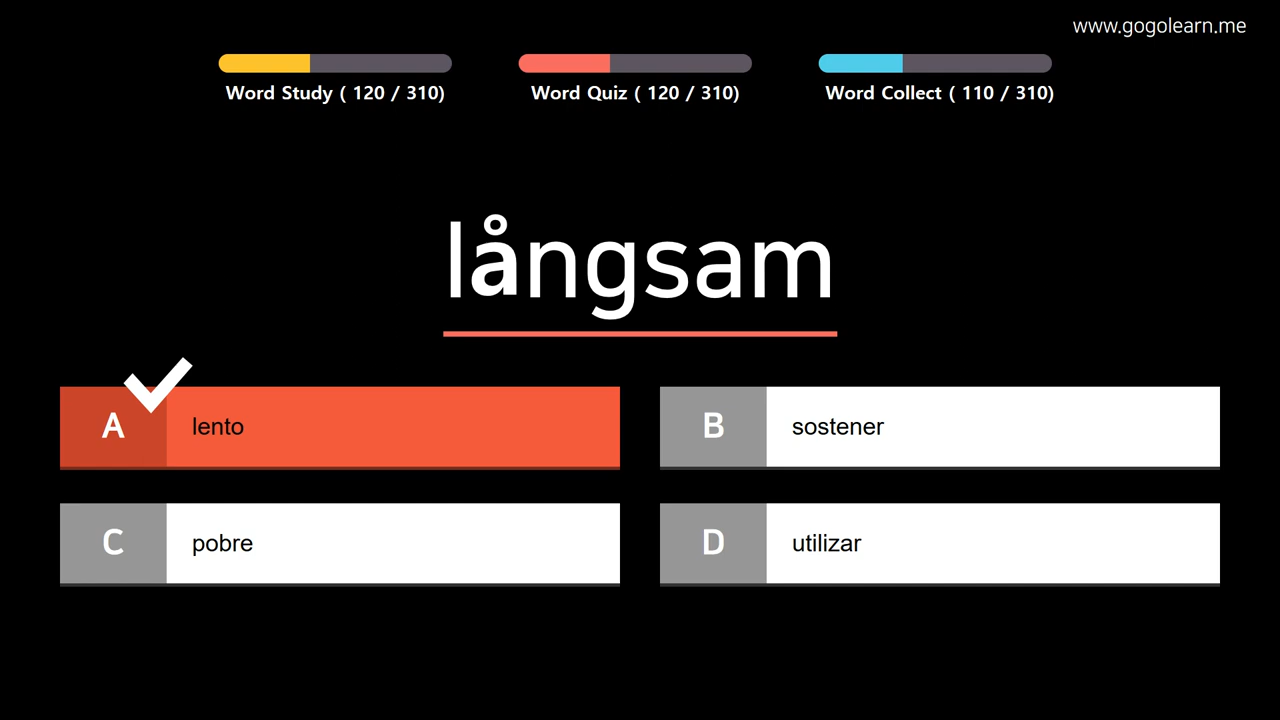 www.gogolearn.me
Word Study ( 120 / 310)
Word Quiz ( 120 / 310)
Word Collect ( 110 / 310)
långsam
A lento
B sostener
C pobre
D utilizar